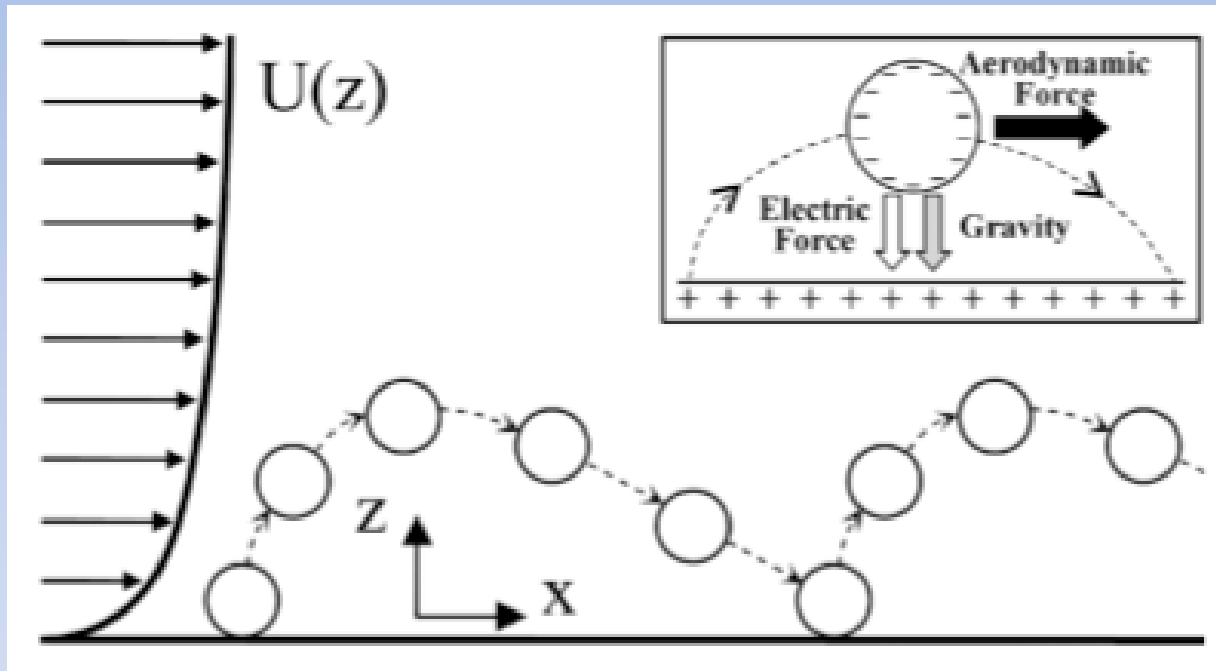 U(z)
Aerodynamic
Force
Electric
Force
Gravity
+ + + + + + + + + + + + +
Z
X